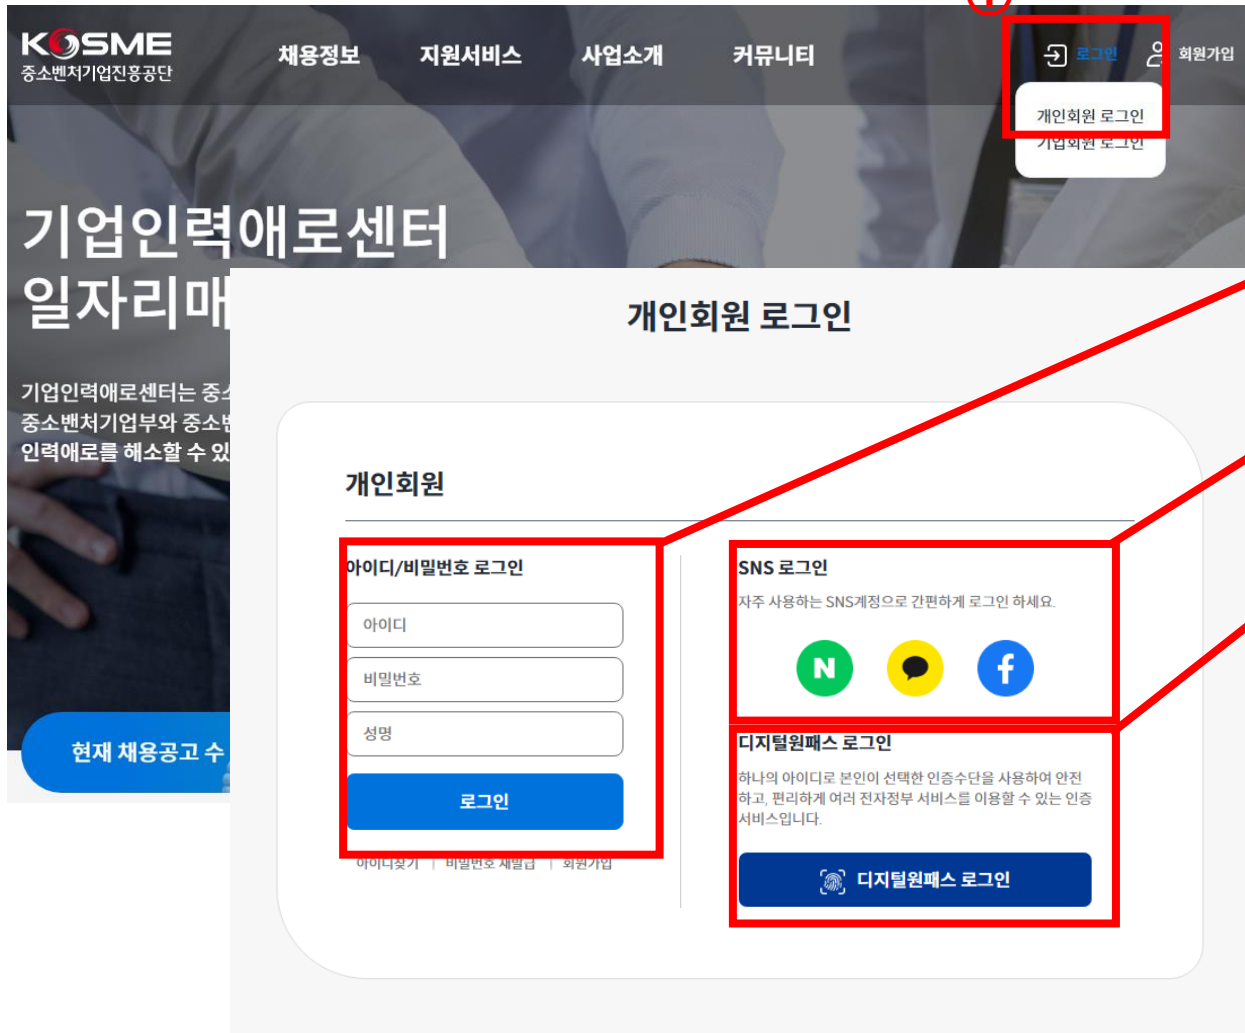 KOSME
중소벤처기업진흥공단
채용정보
지원서비스
사업소개
커뮤니티
로그인
회원가입
개인회원 로그인
기업회원 로그인
기업인력애로센터
일자리매
기업인력애로센터는 중소
중소벤처기업부와 중소벤
인력애로를 해소할 수 있
현재 채용공고 수
개인회원 로그인
개인회원
아이디/비밀번호 로그인
아이디
비밀번호
성명
로그인
아이디찾기 | 비밀번호 재발급 | 회원가입
SNS 로그인
자주 사용하는 SNS계정으로 간편하게 로그인 하세요.
N
f
디지털원패스 로그인
하나의 아이디로 본인이 선택한 인증수단을 사용하여 안전
하고, 편리하게 여러 전자정부 서비스를 이용할 수 있는 인증
서비스입니다.
디지털원패스 로그인